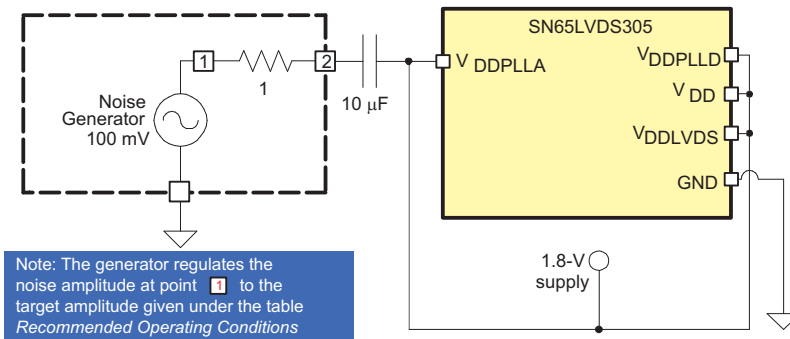 SN65LVDS305
1
2
V DDPLLA
VDDPLLD
1
10 µF
V DD
Noise
Generator
100 mV
VDDLVDS
GND
Note: The generator regulates the
noise amplitude at point 1 to the
target amplitude given under the table
Recommended Operating Conditions
1.8-V
supply